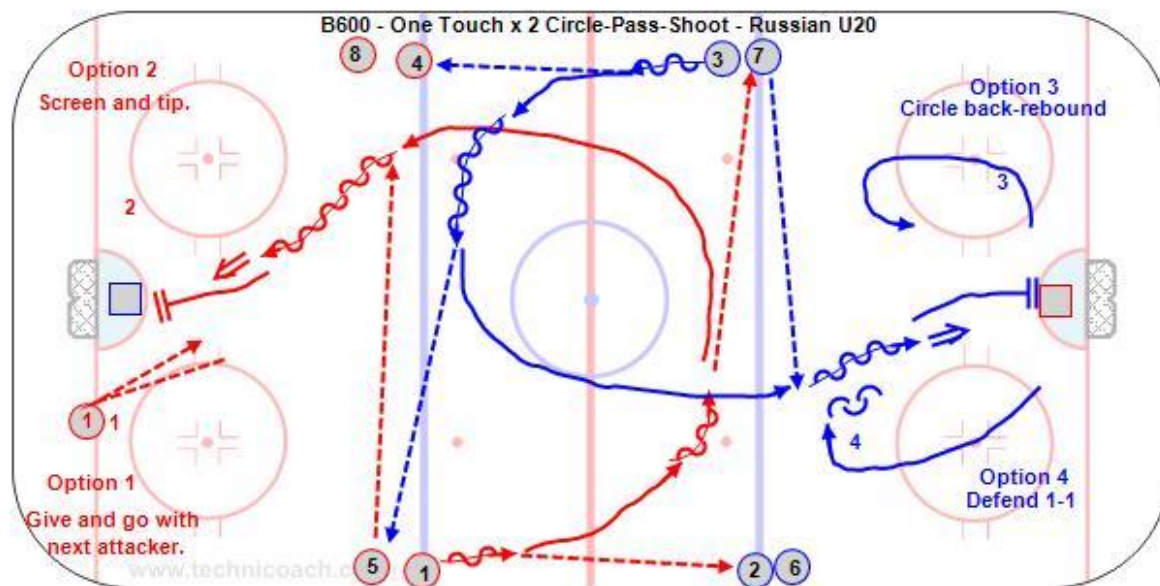 B600 - One Touch x 2 Circle-Pass-Shoot - Russian U20
8
4
3
7
Option 2
Screen and tip.
Option 3
Circle back-rebound
3
2
1
1
4
Option 1
Give and go with
next attacker.
Option 4
Defend 1-1
5
1
2
6
www.technicoach.c